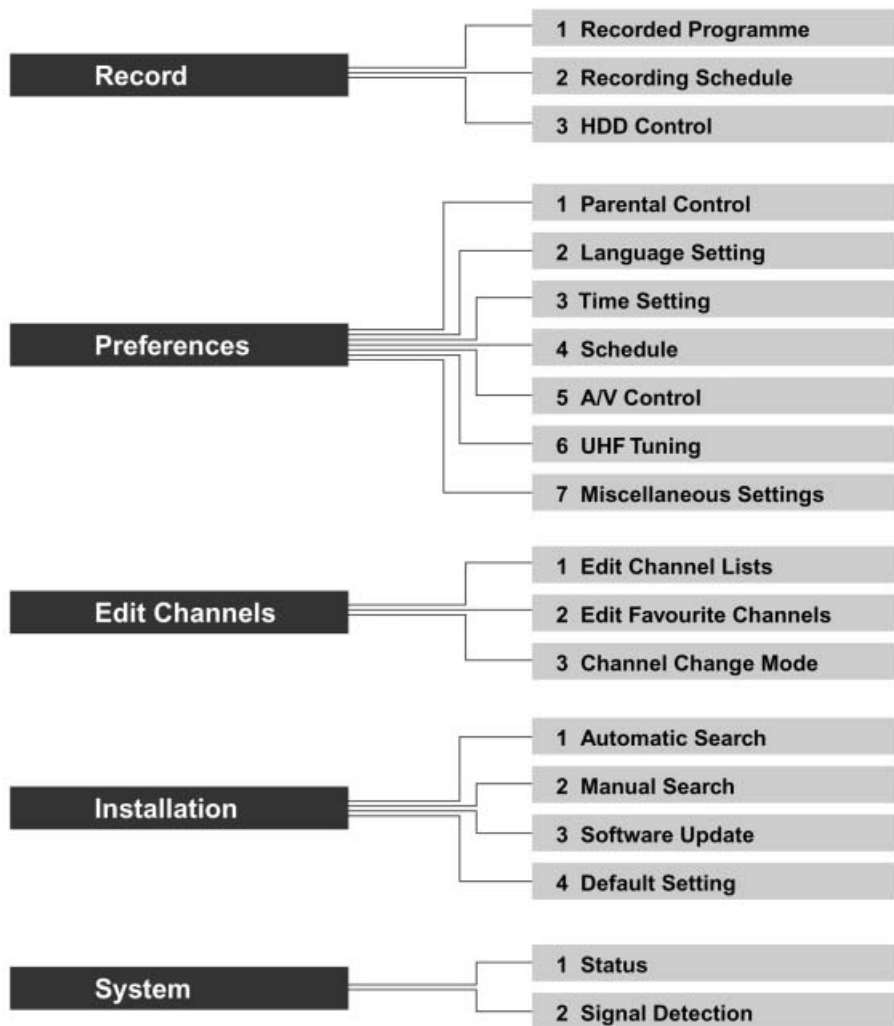 Record
1 Recorded Programme
2 Recording Schedule
3 HDD Control
Preferences
1 Parental Control
2 Language Setting
3 Time Setting
4 Schedule
5 A/V Control
6 UHF Tuning
7 Miscellaneous Settings
Edit Channels
1 Edit Channel Lists
2 Edit Favourite Channels
3 Channel Change Mode
Installation
1 Automatic Search
2 Manual Search
3 Software Update
4 Default Setting
System
1 Status
2 Signal Detection